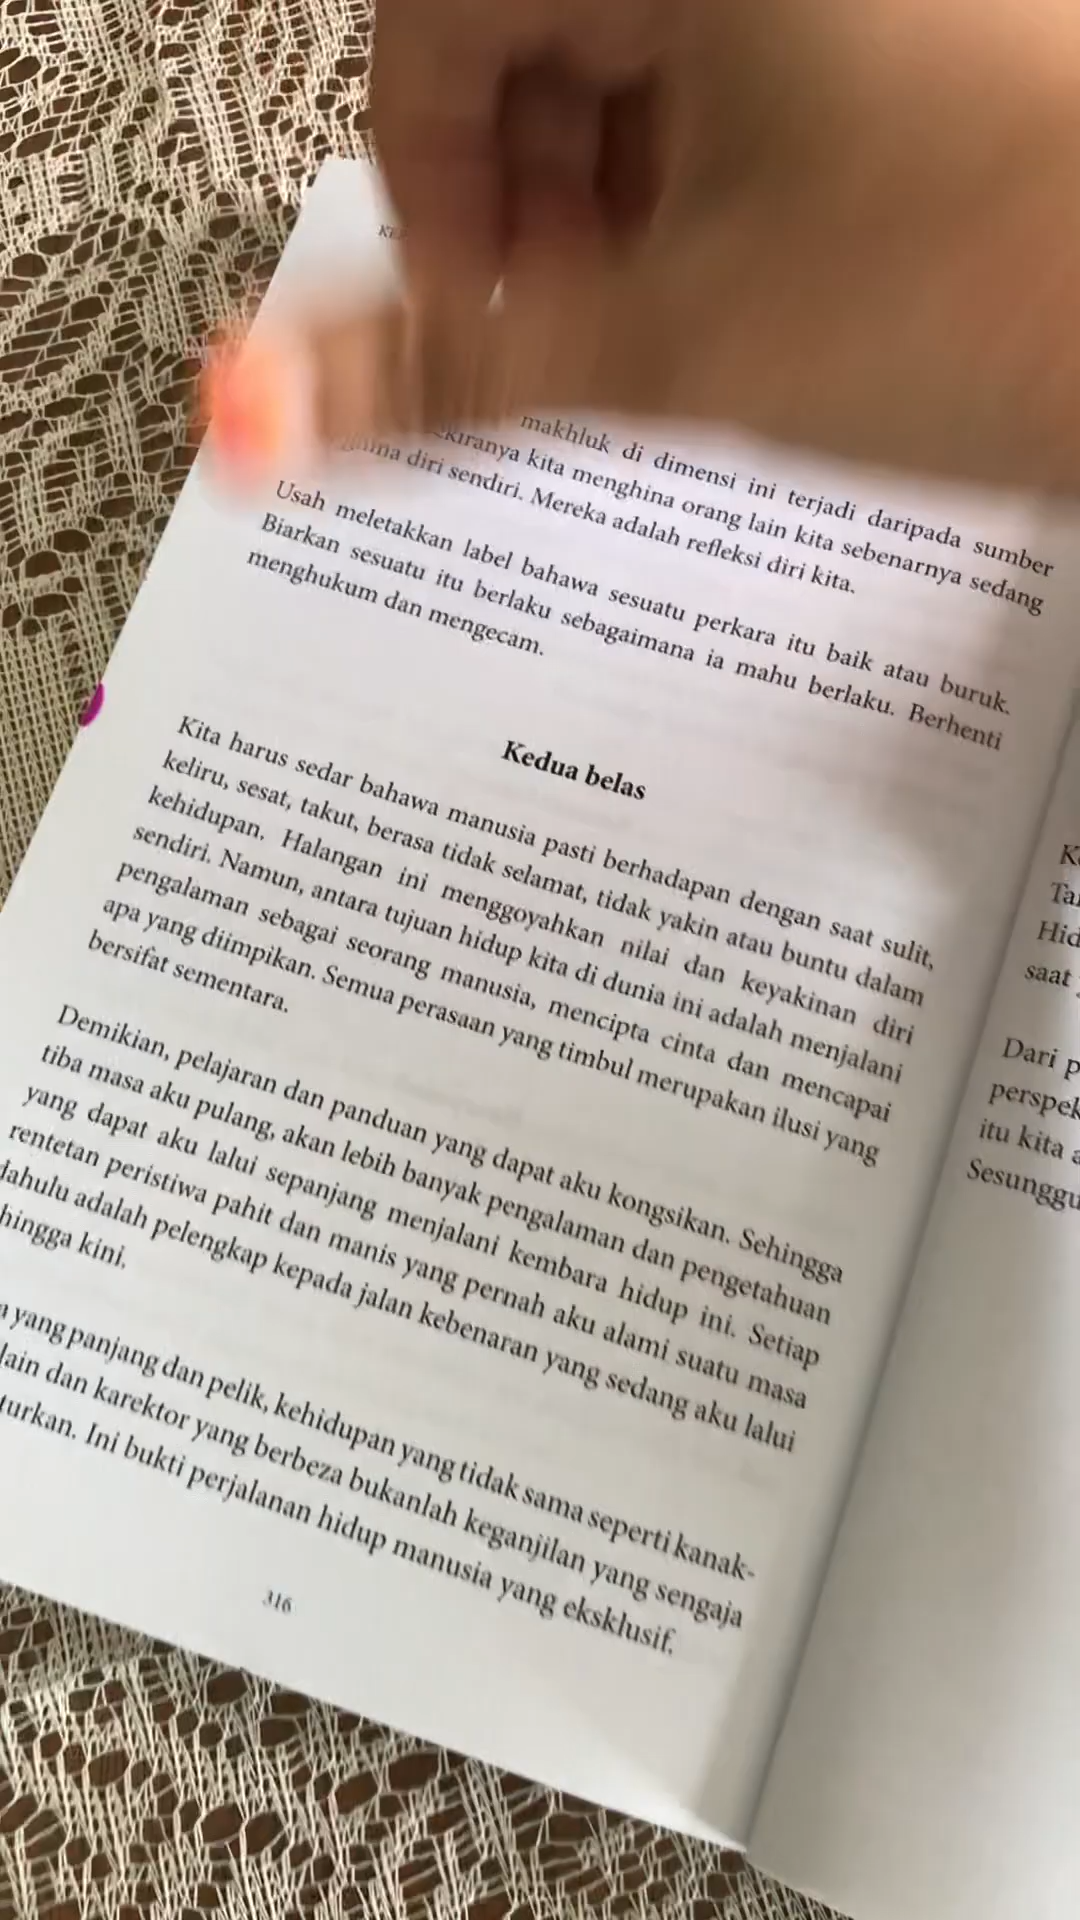 makhluk di dimensi ini terjadi daripada sumber
kita menghina orang lain kita sebenarnya sedang
diri sendiri. Mereka adalah refleksi diri kita.
Usah meletakkan label bahawa sesuatu perkara itu baik atau buruk.
Biarkan sesuatu itu berlaku sebagaimana ia mahu berlaku. Berhenti
menghukum dan mengecam.
Kedua belas
Kita harus sedar bahawa manusia pasti berhadapan dengan saat sulit,
keliru, sesat, takut, berasa tidak selamat, tidak yakin atau buntu dalam
kehidupan. Halangan ini menggoyahkan nilai dan keyakinan diri
sendiri. Namun, antara tujuan hidup kita di dunia ini adalah menjalani
pengalaman sebagai seorang manusia, mencipta cinta dan mencapai
apa yang diimpikan. Semua perasaan yang timbul merupakan ilusi yang
bersifat sementara.
Demikian, pelajaran dan panduan yang dapat aku kongsikan. Sehingga
tiba masa aku pulang, akan lebih banyak pengalaman dan pengetahuan
yang dapat aku lalui sepanjang menjalani kembara hidup ini. Setiap
rentetan peristiwa pahit dan manis yang pernah aku alami suatu masa
dahulu adalah pelengkap kepada jalan kebenaran yang sedang aku lalui
hingga kini.
yang panjang dan pelik, kehidupan yang tidak sama seperti kanak-
lain dan karektor yang berbeza bukanlah keganjilan yang sengaja
Ini bukti perjalanan hidup manusia yang eksklusif.
316
saat
Dari
itu kita